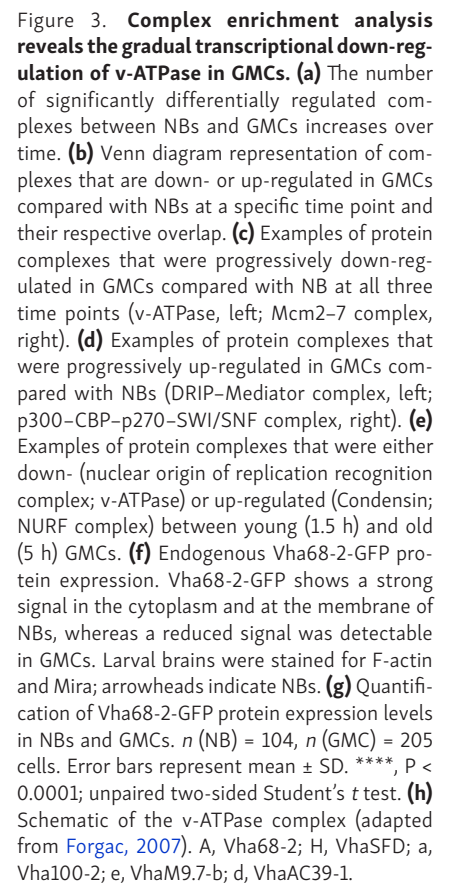 Figure 3. Complex enrichment analysis
reveals the gradual transcriptional down-reg-
ulation of v-ATPase in GMCs. (a) The number
of significantly differentially regulated com-
plexes between NBs and GMCs increases over
time. (b) Venn diagram representation of com-
plexes that are down- or up-regulated in GMCs
compared with NBs at a specific time point and
their respective overlap. (c) Examples of protein
complexes that were progressively down-reg-
ulated in GMCs compared with NB at all three
time points (v-ATPase, left; Mcm2–7 complex,
right). (d) Examples of protein complexes that
were progressively up-regulated in GMCs com-
pared with NBs (DRIP–Mediator complex, left;
p300–CBP–p270–SWI/SNF complex, right). (e)
Examples of protein complexes that were either
down- (nuclear origin of replication recognition
complex; v-ATPase) or up-regulated (Condensin;
NURF complex) between young (1.5 h) and old
(5 h) GMCs. (f) Endogenous Vha68-2-GFP pro-
tein expression. Vha68-2-GFP shows a strong
signal in the cytoplasm and at the membrane of
NBs, whereas a reduced signal was detectable
in GMCs. Larval brains were stained for F-actin
and Mira; arrowheads indicate NBs. (g) Quantifi-
cation of Vha68-2-GFP protein expression levels
in NBs and GMCs. n (NB) = 104, n (GMC) = 205
cells. Error bars represent mean ± SD. ****, P <
0.0001; unpaired two-sided Student’s t test. (h)
Schematic of the v-ATPase complex (adapted
from Forgac, 2007). A, Vha68-2; H, VhaSFD; a,
Vha100-2; e, VhaM9.7-b; d, VhaAC39-1.